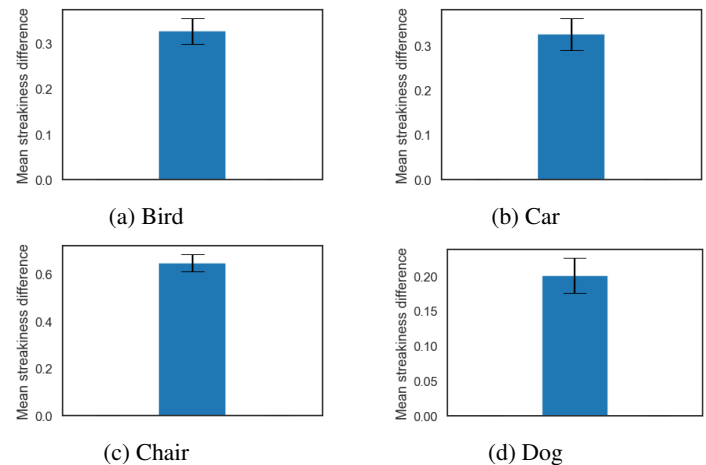 Mean streakiness difference
0.3
0.2
0.1
0.0
(a) Bird
Mean streakiness difference
0.3
0.2
0.1
0.0
(b) Car
Mean streakiness difference
0.6
0.4
0.2
0.0
(c) Chair
Mean streakiness difference
0.20
0.15
0.10
0.05
0.00
(d) Dog